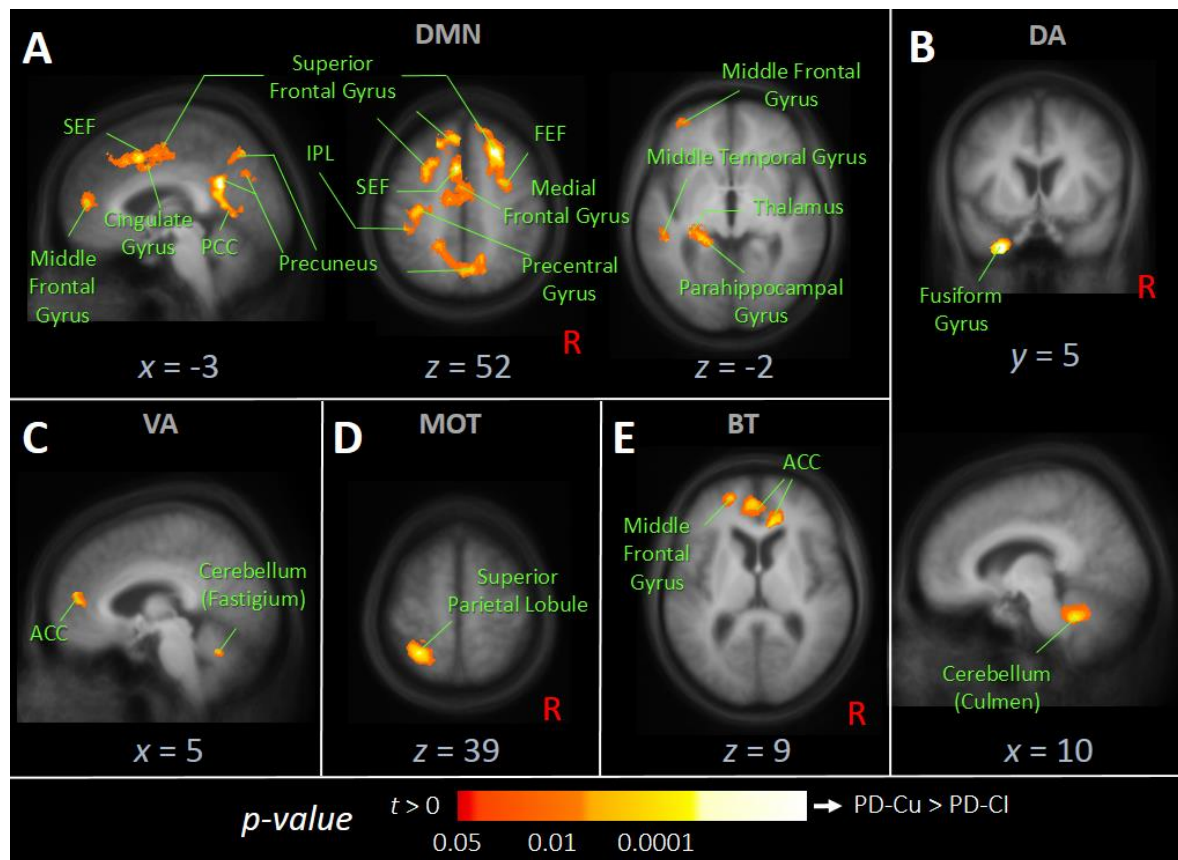 A
DMN
Superior
Frontal Gyrus
SEF
Cingulate
Gyrus
PCC
Middle
Frontal
Gyrus
IPL
SEF
FEF
Medial
Frontal Gyrus
Precuneus
Precentral
Gyrus
Middle Frontal
Gyrus
Middle Temporal Gyrus
Thalamus
Parahippocampal
Gyrus
R
x = -3
z = 52
z = -2
B
DA
Fusiform
Gyrus
R
y = 5
Cerebellum
(Culmen)
x = 10
C
VA
Cerebellum
(Fastigium)
ACC
x = 5
D
MOT
Superior
Parietal Lobule
R
z = 39
E
BT
ACC
Middle
Frontal
Gyrus
R
z = 9
p-value
t > 0
PD-Cu > PD-CI
0.05 0.01 0.0001